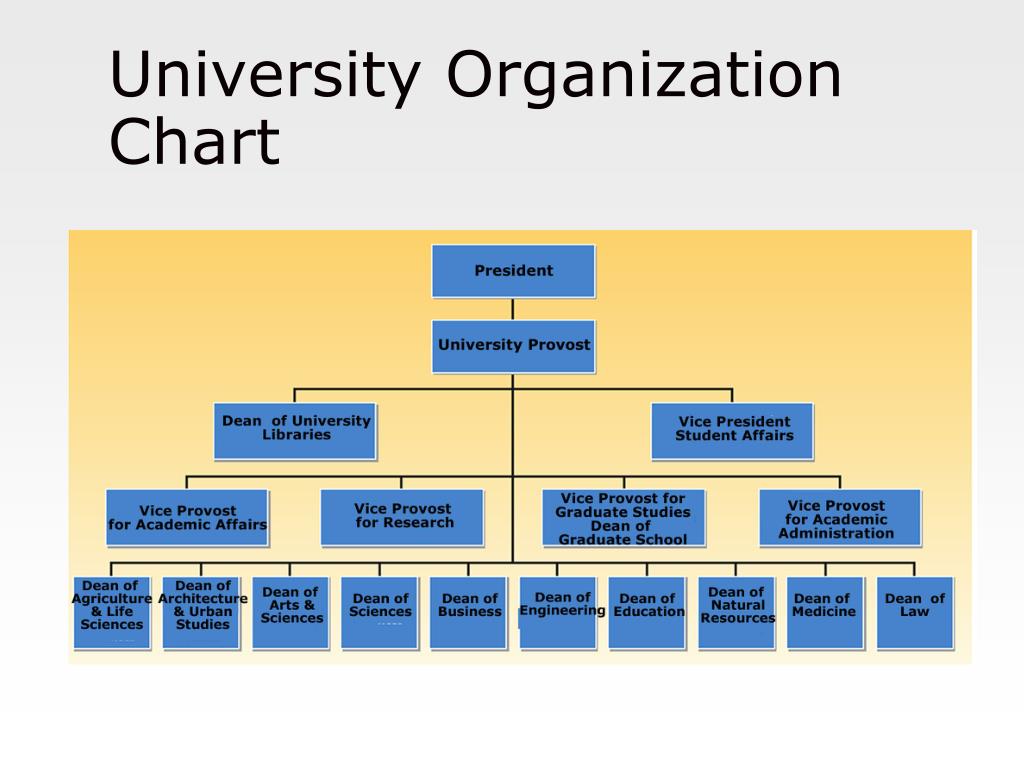 University Organization
Chart
President
University Provost
Dean of University
Libraries
Vice President
Student Affairs
Vice Provost
for Academic Affairs
Vice Provost
for Research
Vice Provost for
Graduate Studies
Dean of
Graduate School
Vice Provost
for Academic
Administration
Dean of
Agriculture
& Life
Sciences
Dean of
Architecture
& Urban
Studies
Dean of
Arts &
Sciences
Dean of
Sciences
Dean of
Business
Dean of
Engineering
Dean of
Education
Dean of
Natural
Resources
Dean of
Medicine
Dean of
Law